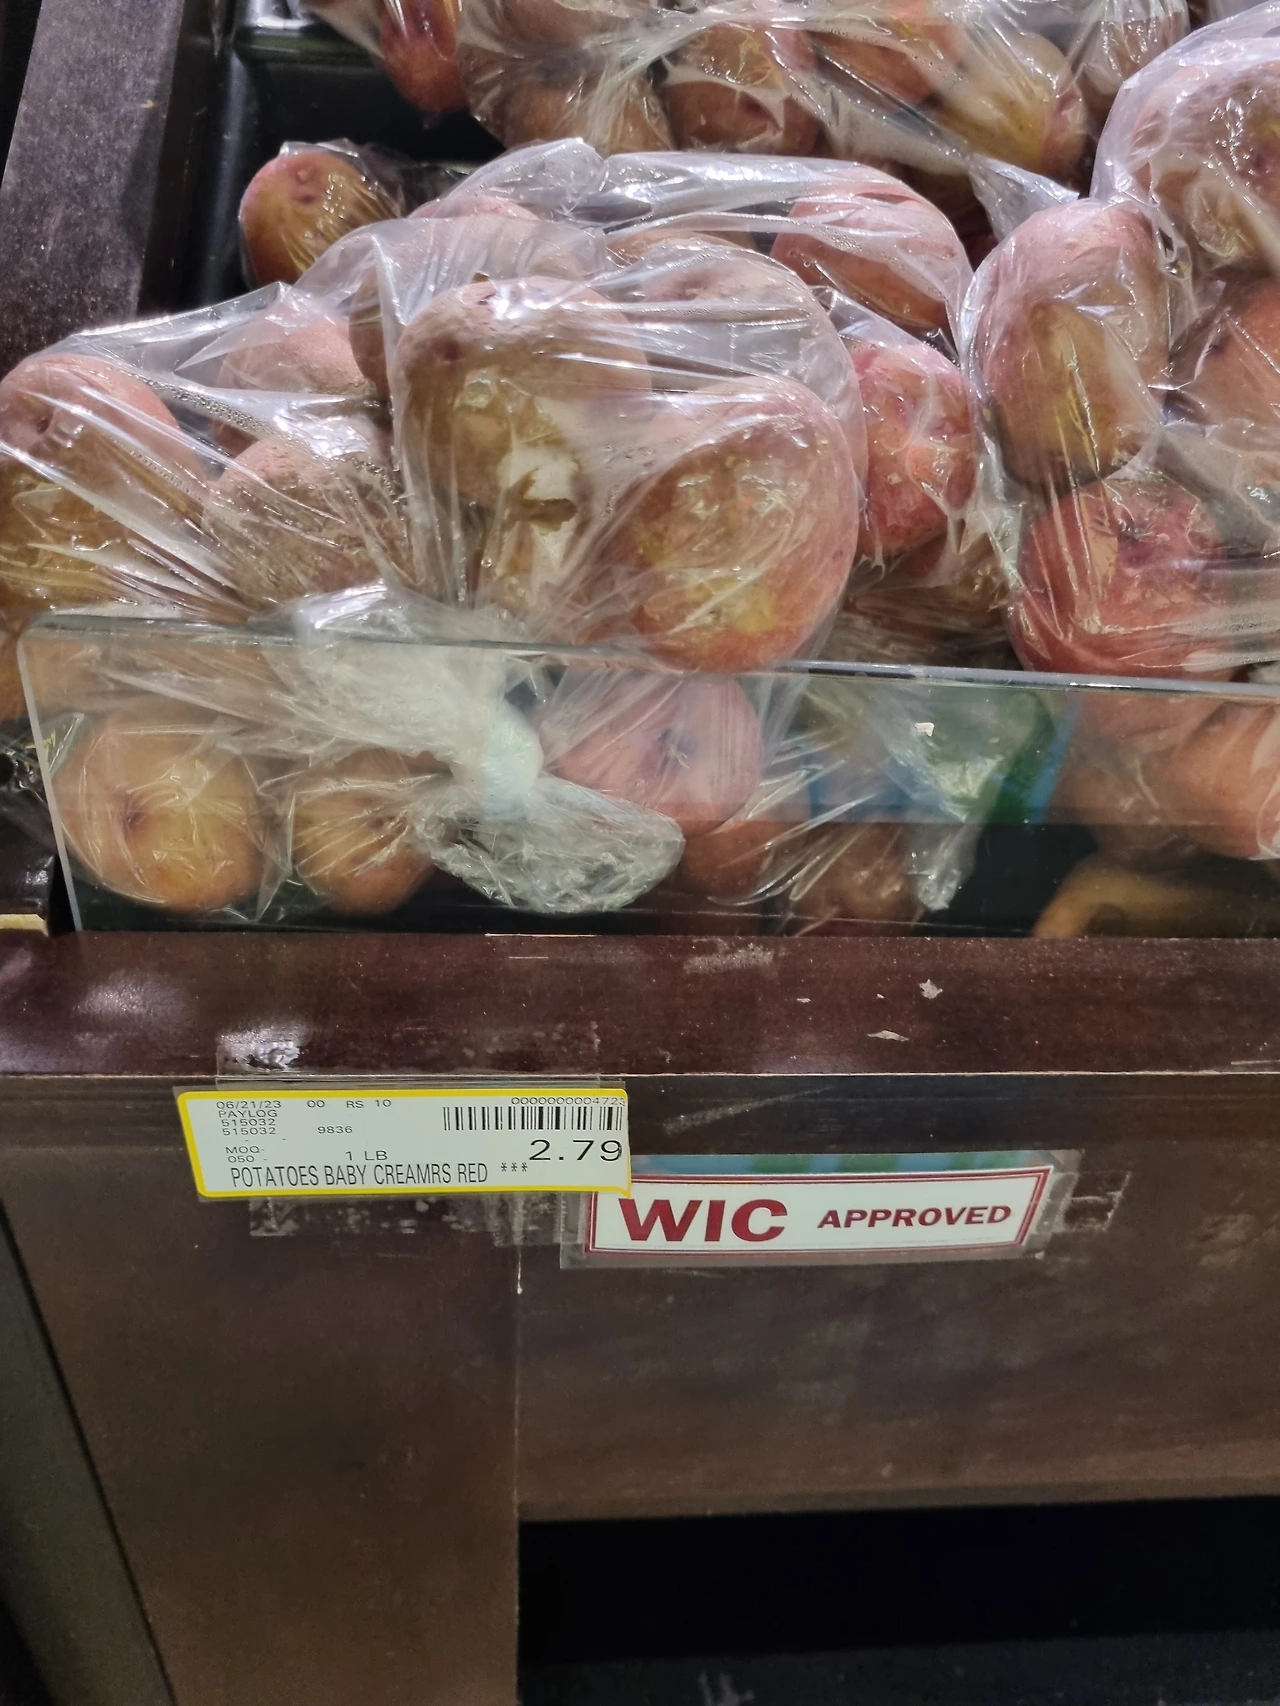 06/21/23 00 RS 10 0000000004723
PAYLOG
515032
515032 9836
MOQ-
050 - 1 LB 2.79
POTATOES BABY CREAMRS RED ***
WIC APPROVED